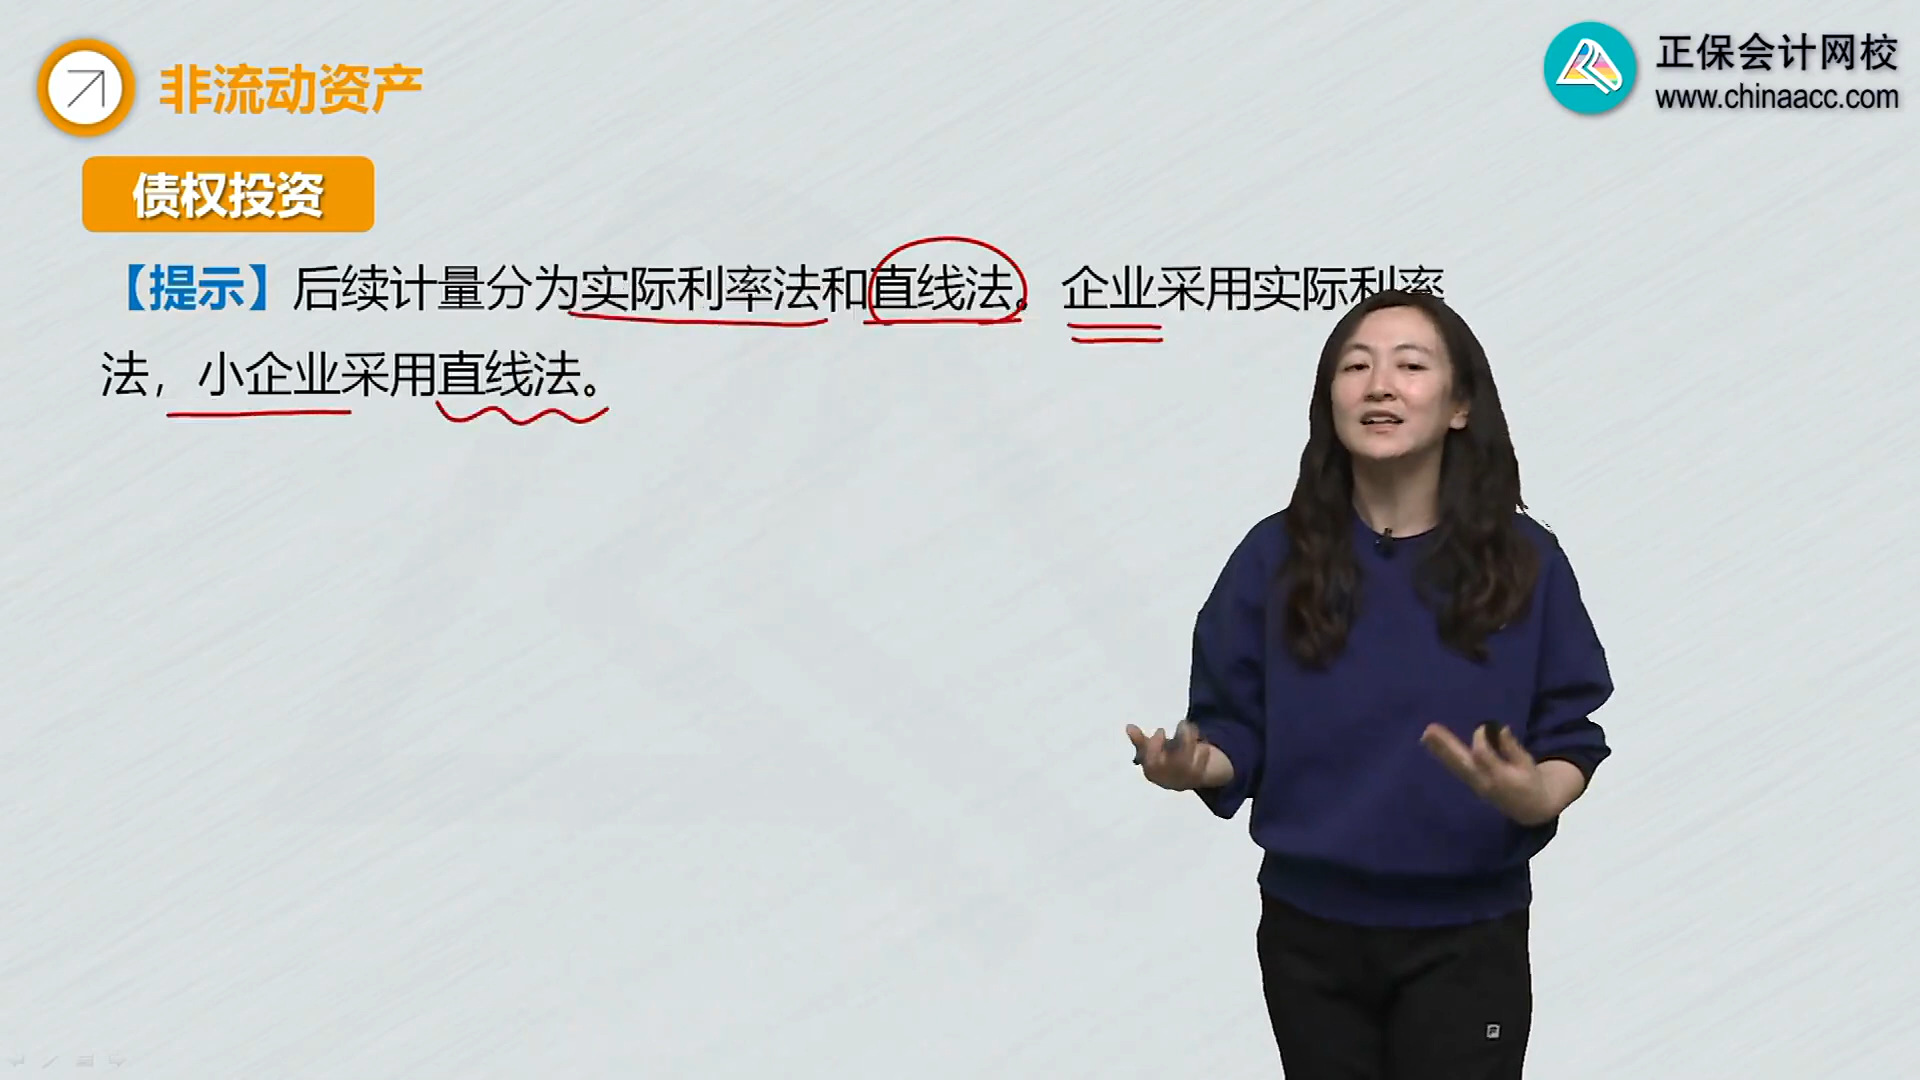 非流动资产
正保会计网校
www.chinaacc.com
债权投资
【提示】后续计量分为实际利率法和直线法。企业采用实际利率
法，小企业采用直线法。